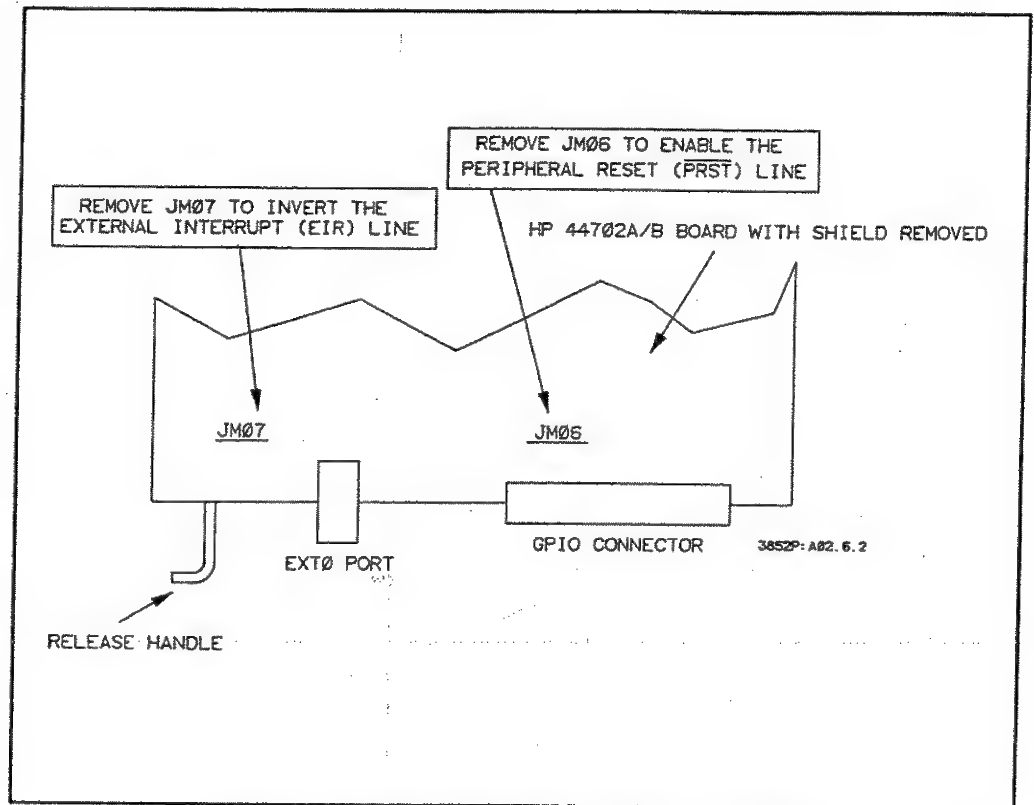 REMOVE JM06 TO ENABLE THE
PERIPHERAL RESET (P̅R̅S̅T̅) LINE
REMOVE JM07 TO INVERT THE
EXTERNAL INTERRUPT (EIR) LINE
HP 44702A/B BOARD WITH SHIELD REMOVED
JM07
JM06
EXT0 PORT
GPIO CONNECTOR
3852P:A02.6.2
RELEASE HANDLE